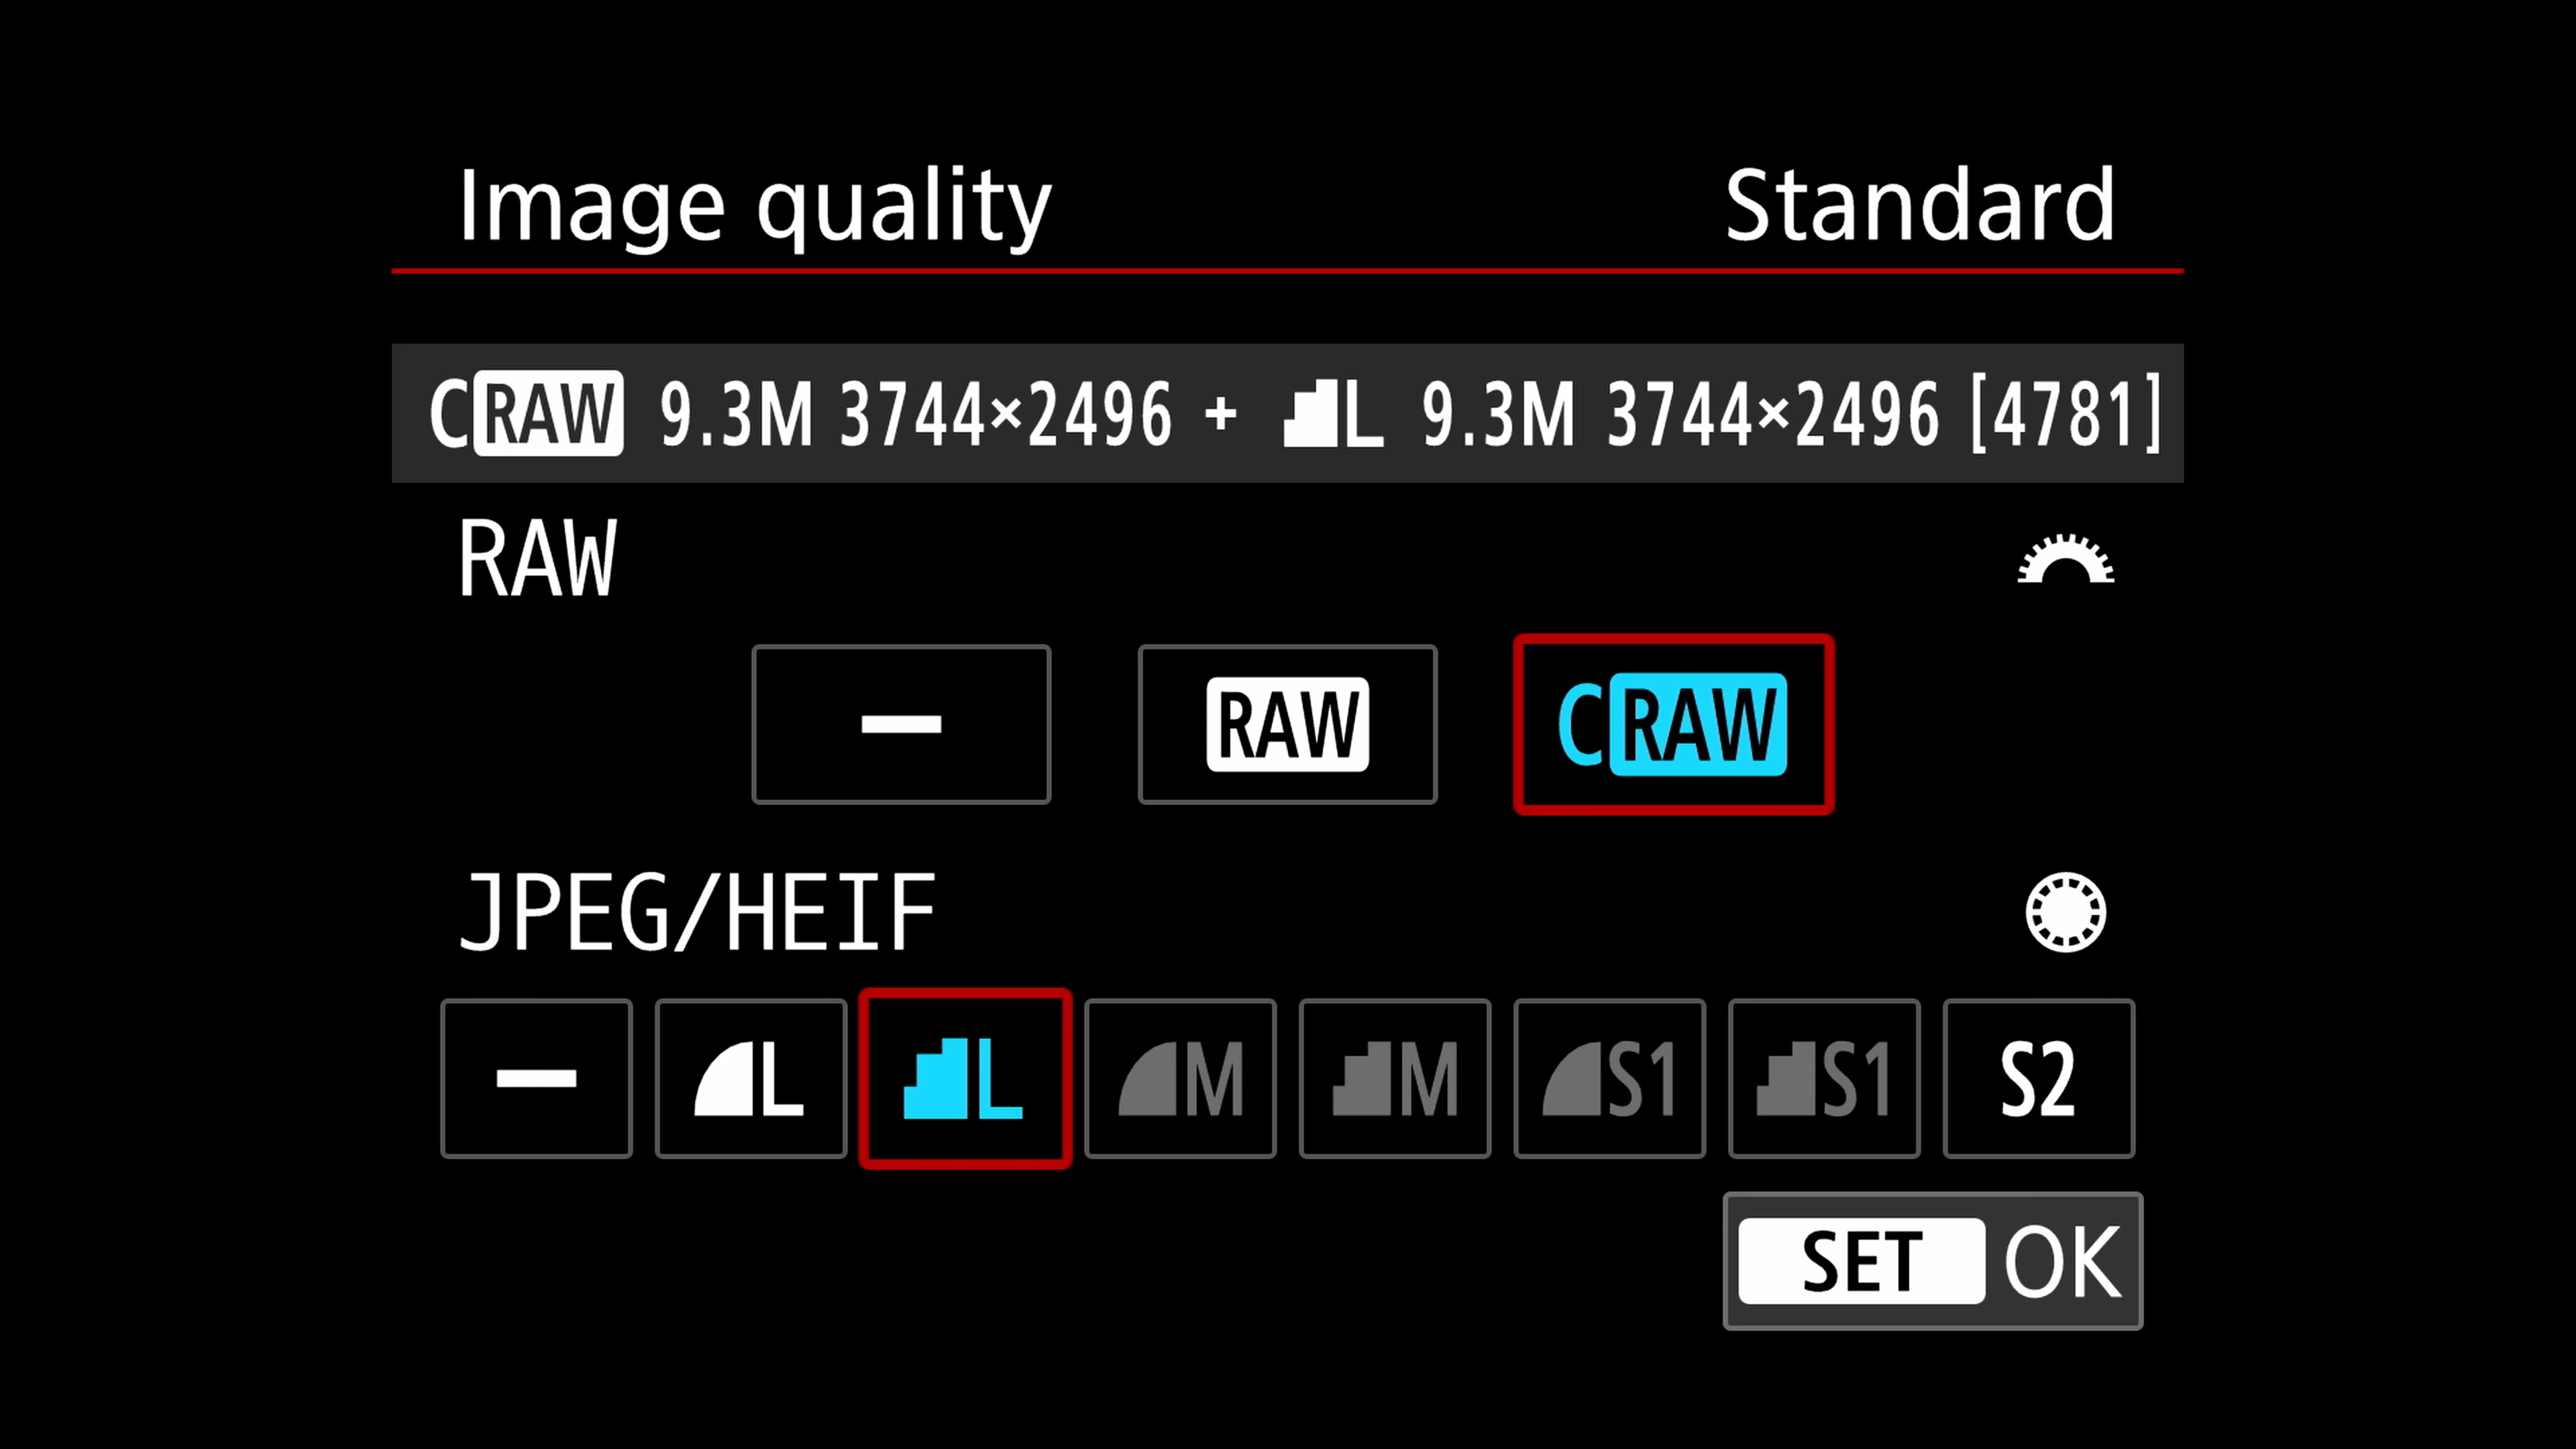 Image quality Standard
CRAW 9.3M 3744×2496 + L 9.3M 3744×2496 [4781]
RAW
– RAW CRAW
JPEG/HEIF
– L L M M S1 S1 S2
SET OK